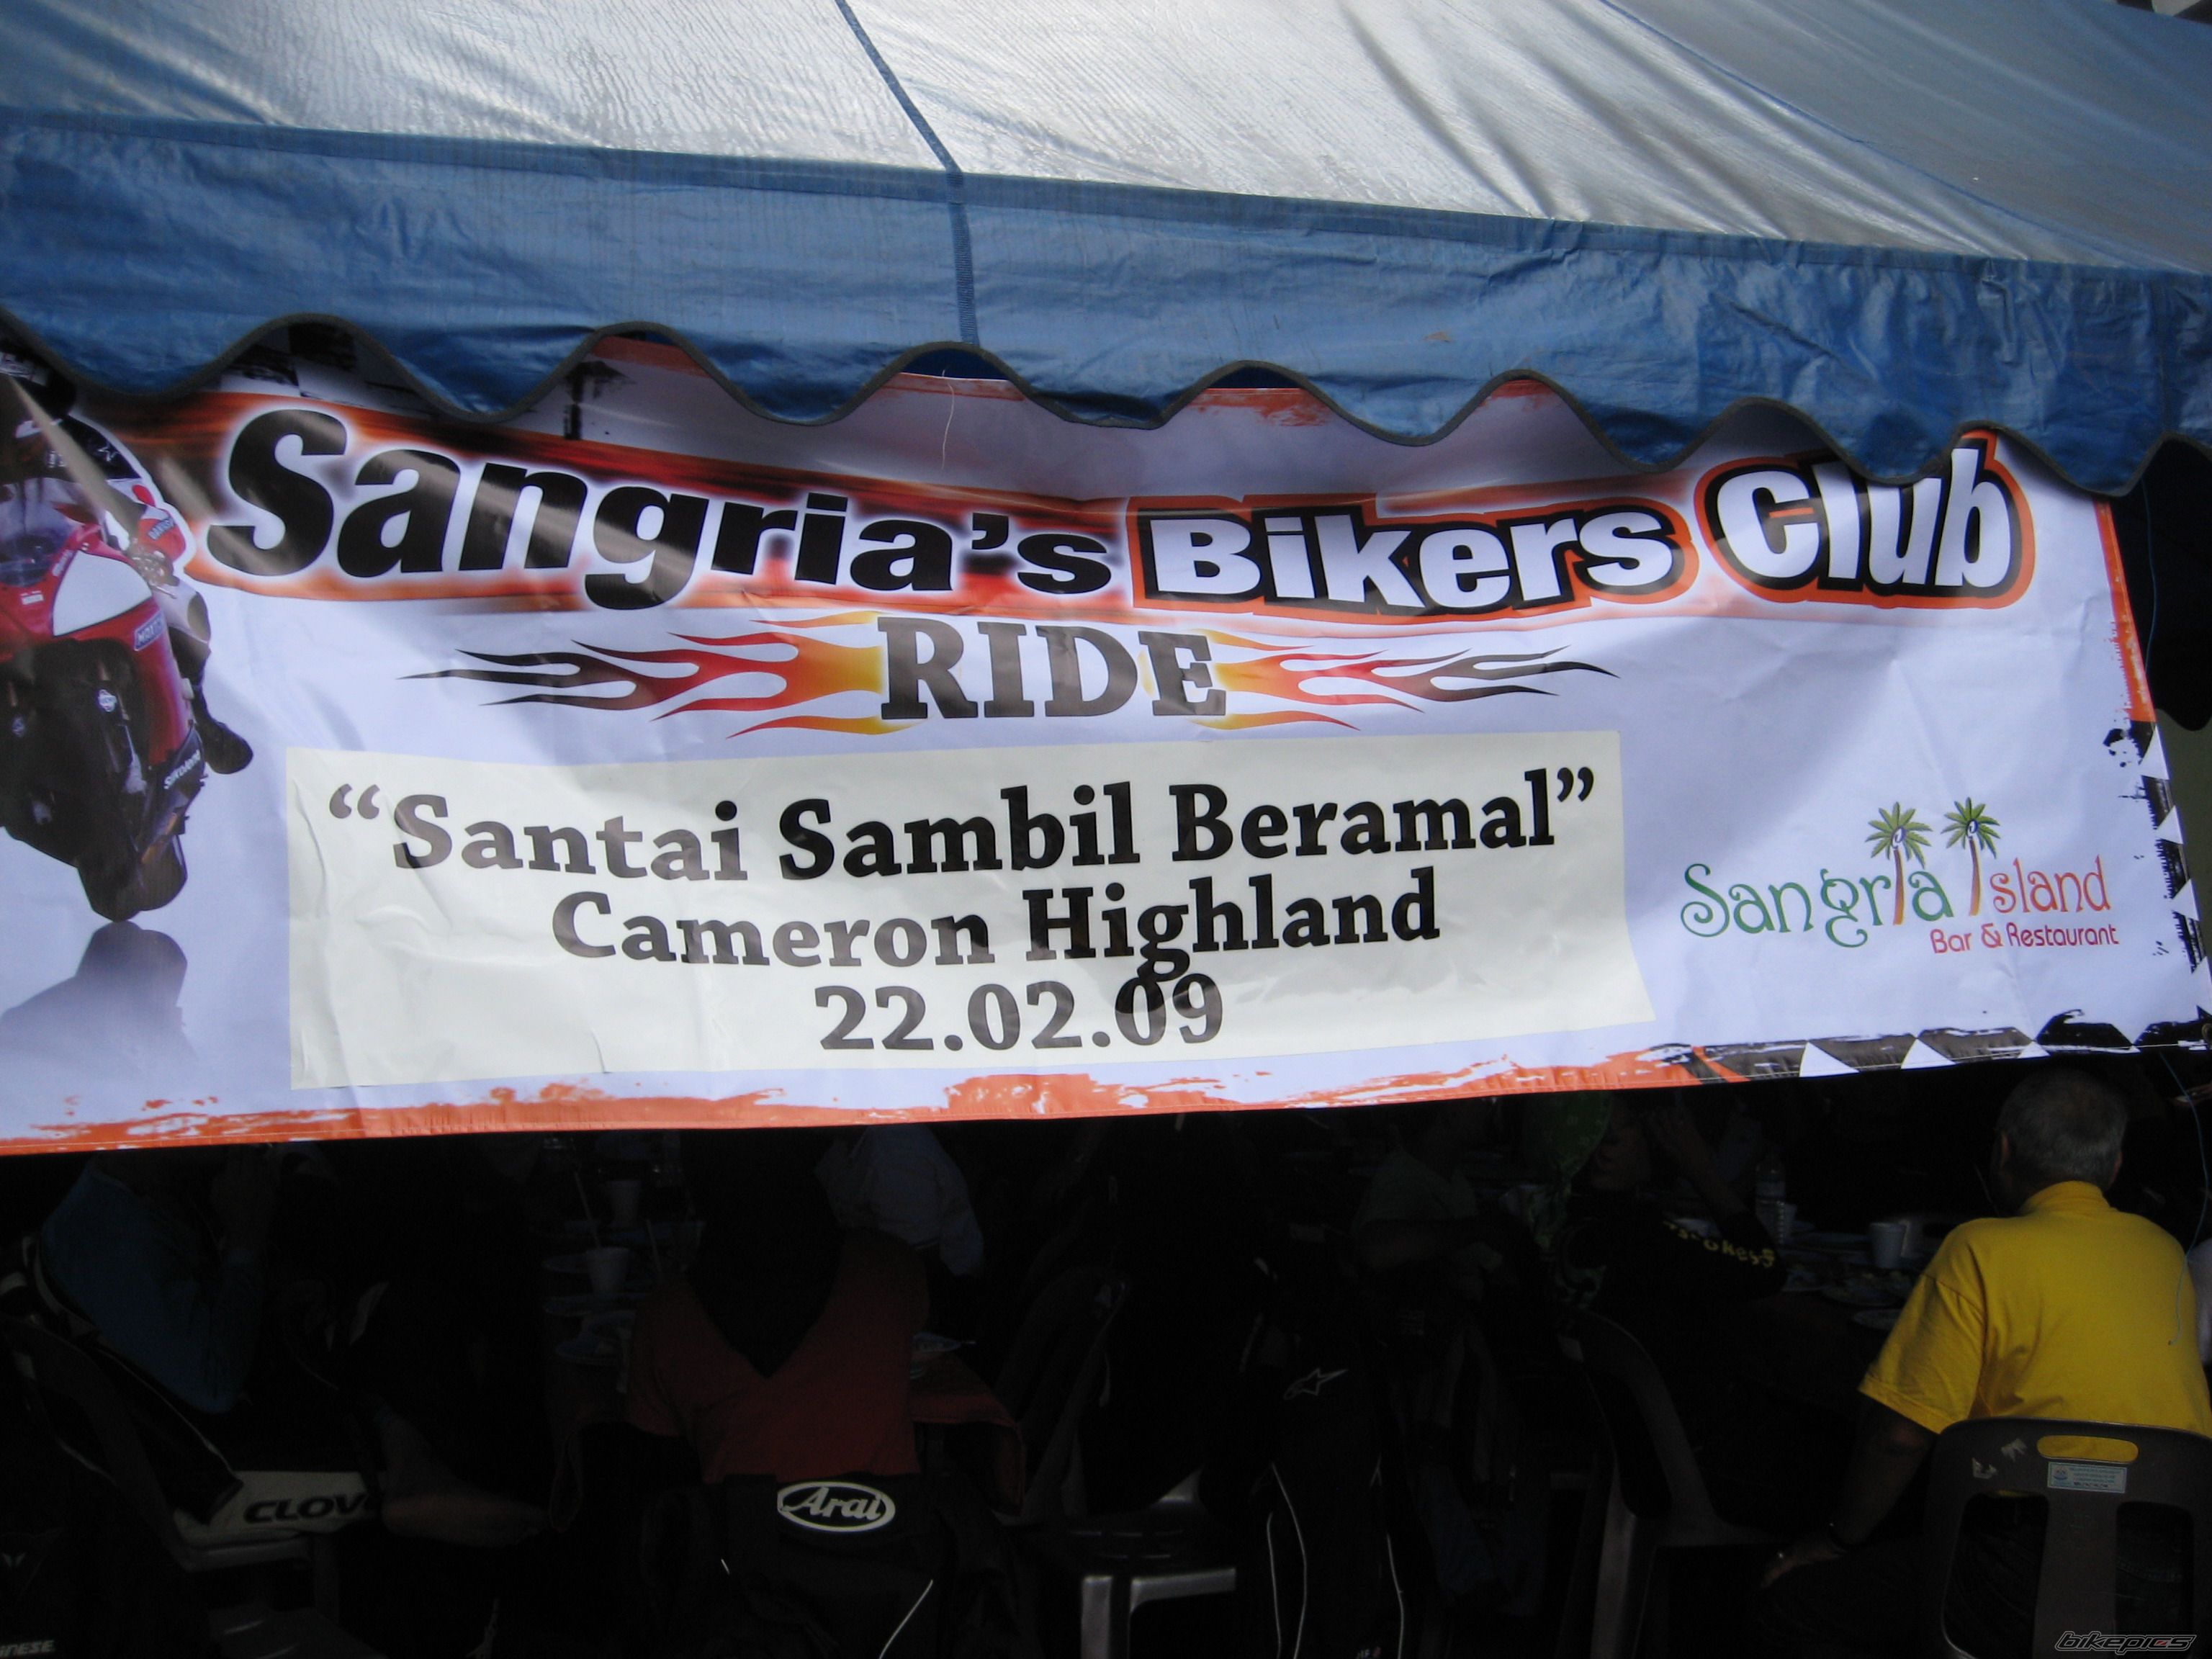 Sangria's Bikers Club
RIDE
"Santai Sambil Beramal"
Cameron Highland
22.02.09
Sangria Island
Bar & Restaurant
CLOV
Arai
bikepics